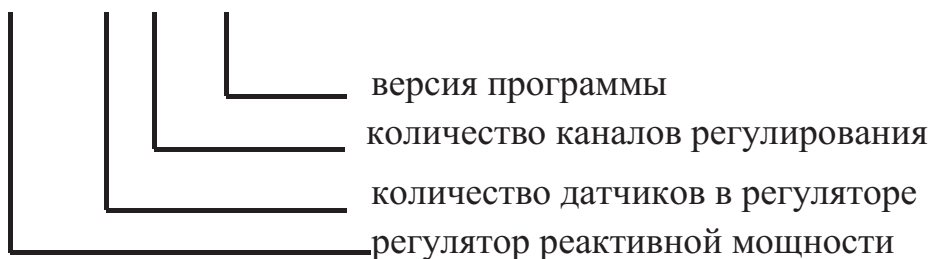 версия программы
количество каналов регулирования
количество датчиков в регуляторе
регулятор реактивной мощности